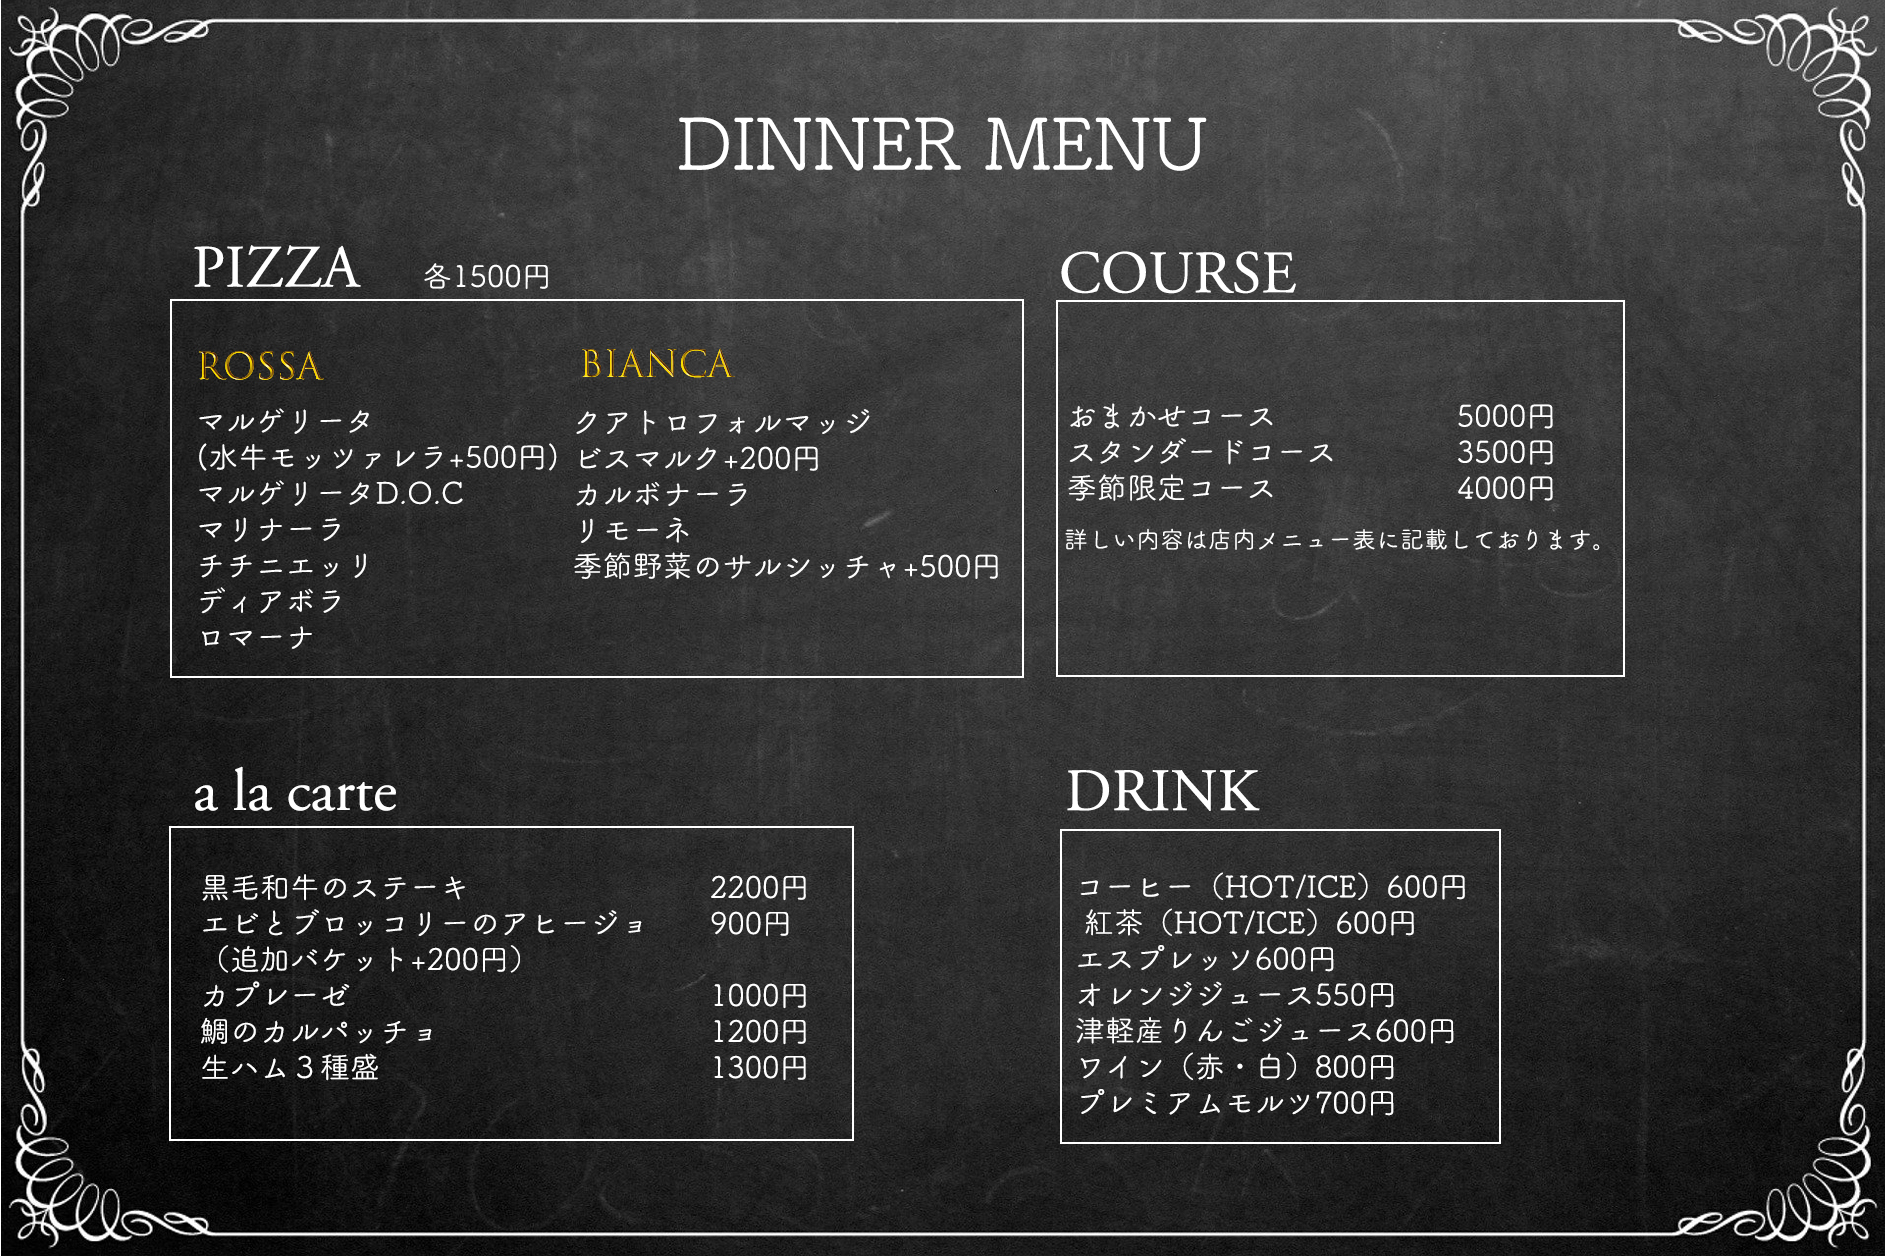 DINNER MENU
PIZZA 各1500円
ROSSA
マルゲリータ
(水牛モッツァレラ+500円)
マルゲリータD.O.C
マリナーラ
チチニエッリ
ディアボラ
ロマーナ
BIANCA
クアトロフォルマッジ
ビスマルク+200円
カルボナーラ
リモーネ
季節野菜のサルシッチャ+500円
COURSE
おまかせコース 5000円
スタンダードコース 3500円
季節限定コース 4000円
詳しい内容は店内メニュー表に記載しております。
a la carte
黒毛和牛のステーキ 2200円
エビとブロッコリーのアヒージョ 900円
（追加バケット+200円）
カプレーゼ 1000円
鯛のカルパッチョ 1200円
生ハム３種盛 1300円
DRINK
コーヒー（HOT/ICE）600円
紅茶（HOT/ICE）600円
エスプレッソ600円
オレンジジュース550円
津軽産りんごジュース600円
ワイン（赤・白）800円
プレミアムモルツ700円